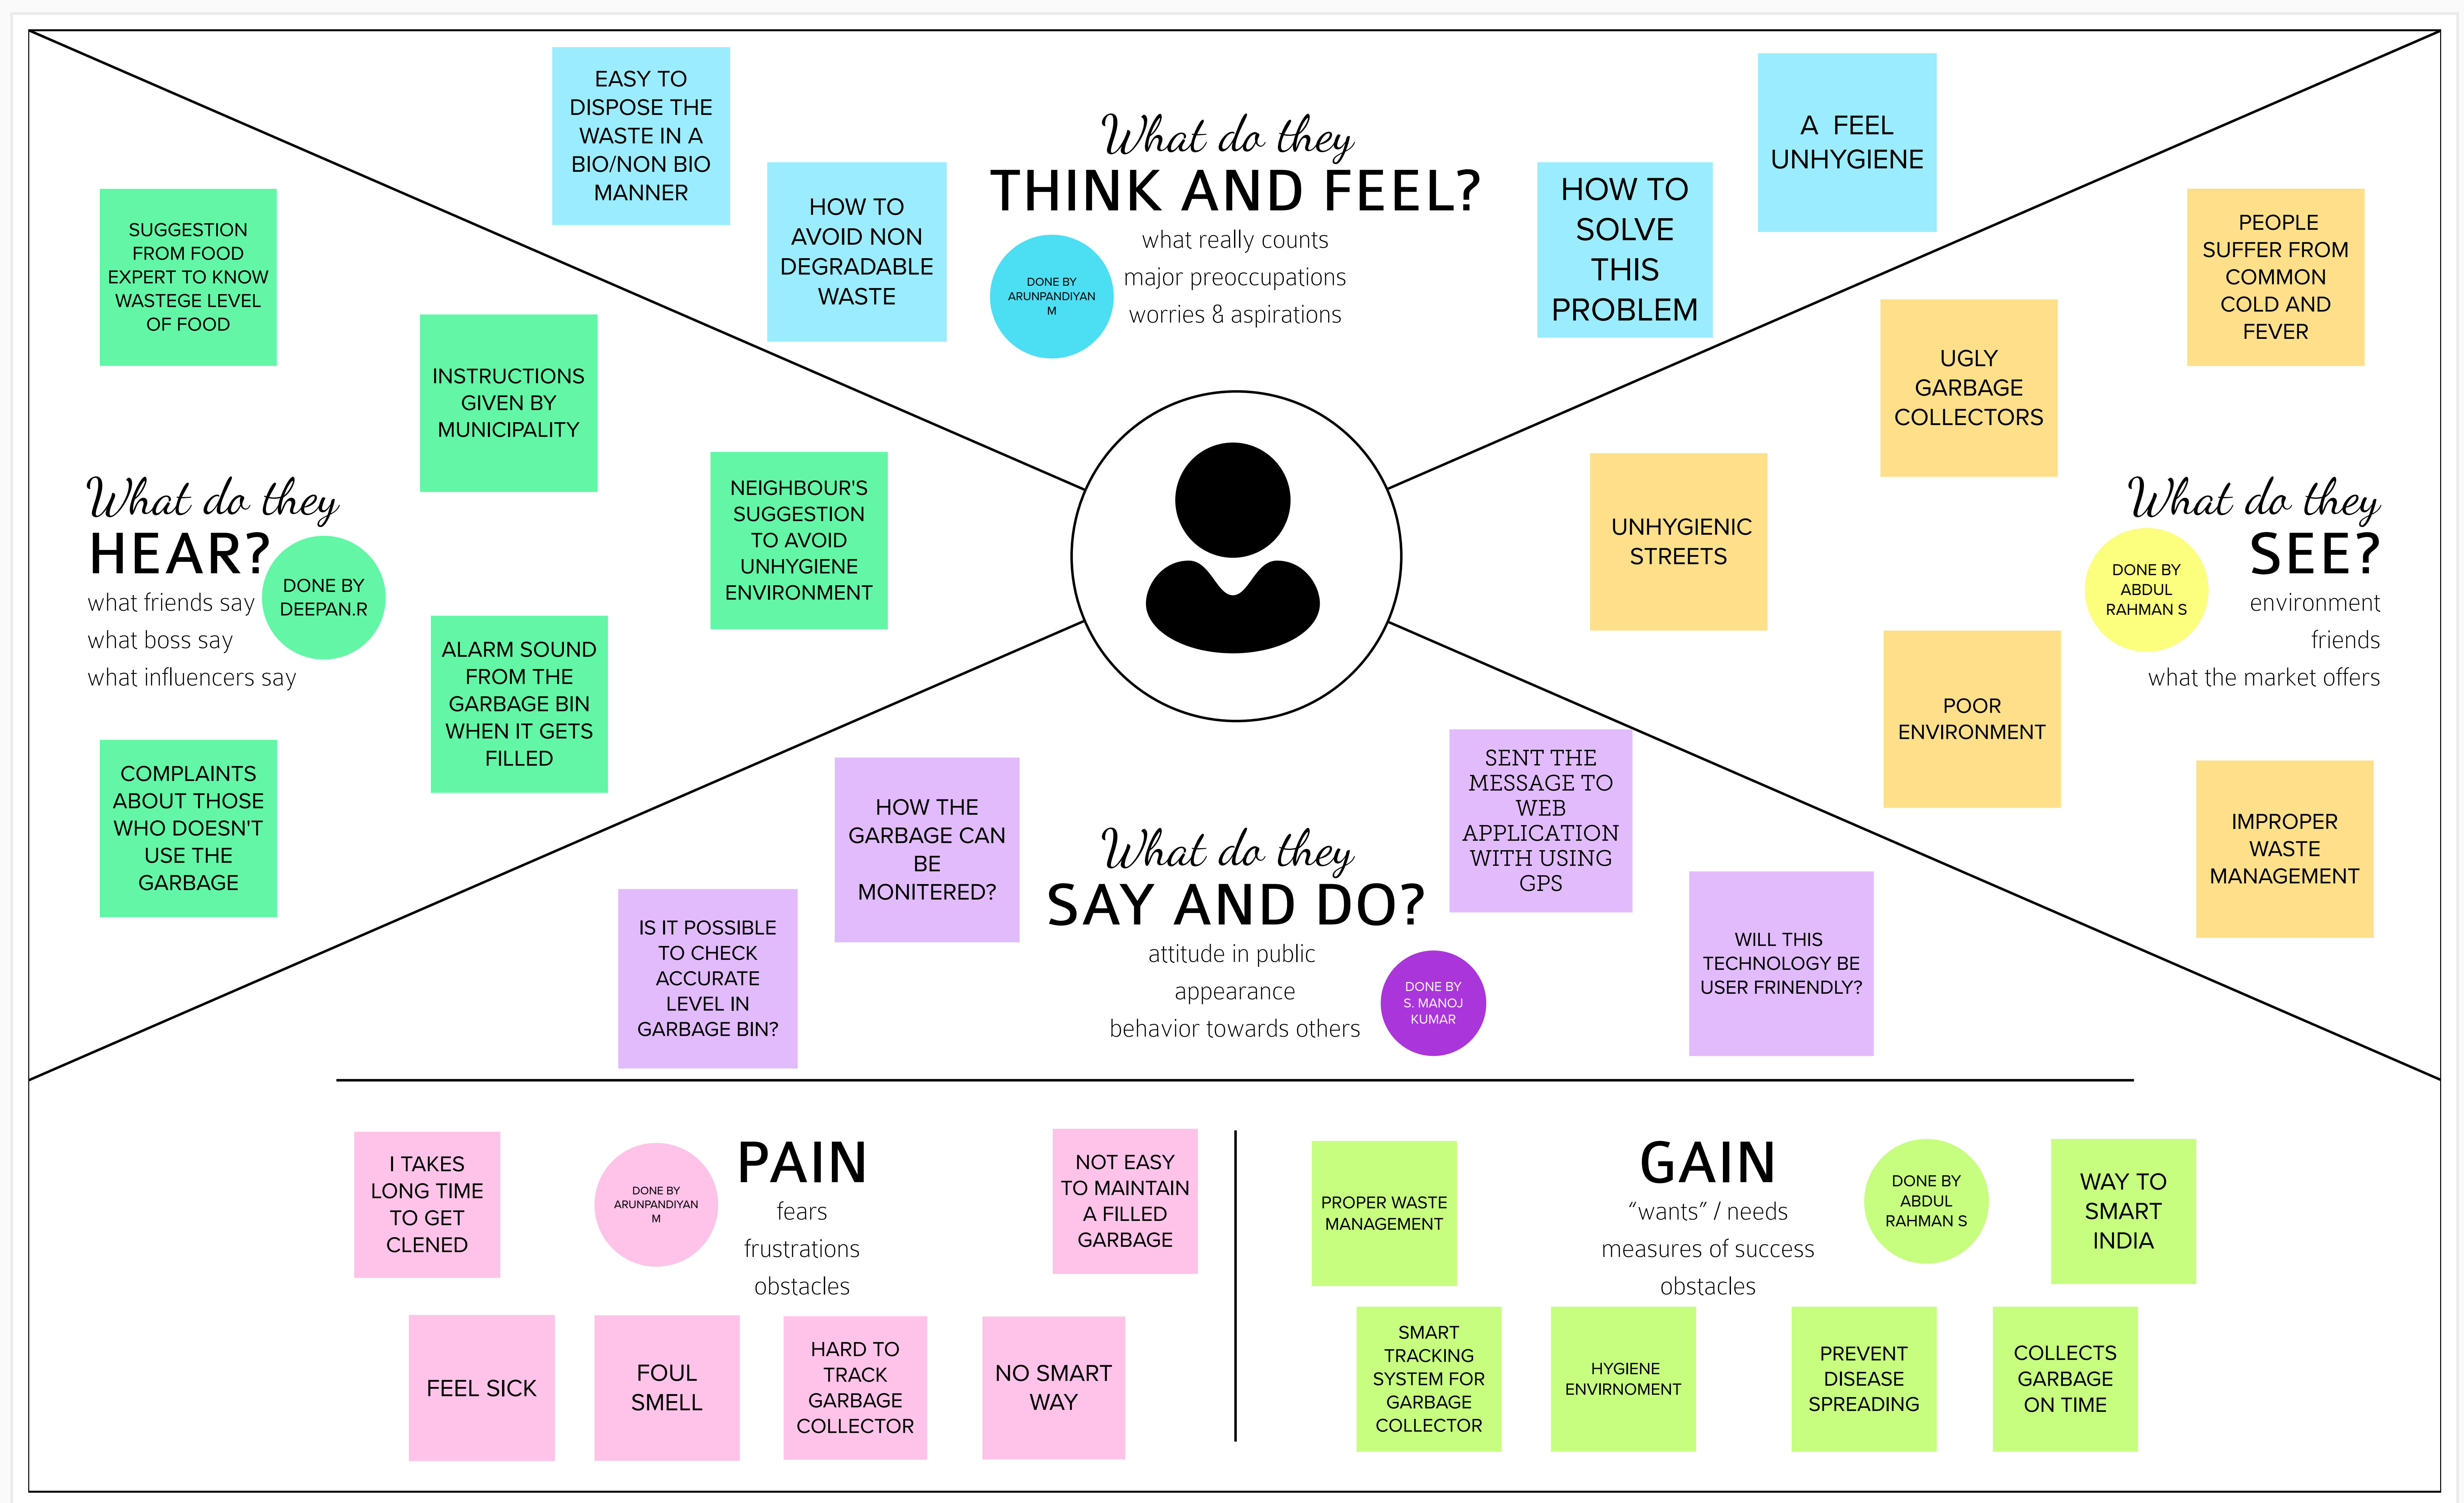 EASY TO
DISPOSE THE
WASTE IN A
BIO/NON BIO
MANNER
HOW TO
AVOID NON
DEGRADABLE
WASTE
What do they
THINK AND FEEL?
what really counts
major preoccupations
worries & aspirations
DONE BY
ARUNPANDIYAN
M
HOW TO
SOLVE
THIS
PROBLEM
A FEEL
UNHYGIENE
SUGGESTION
FROM FOOD
EXPERT TO KNOW
WASTEGE LEVEL
OF FOOD
INSTRUCTIONS
GIVEN BY
MUNICIPALITY
NEIGHBOUR'S
SUGGESTION
TO AVOID
UNHYGIENE
ENVIRONMENT
What do they
HEAR?
what friends say
what boss say
what influencers say
DONE BY
DEEPAN.R
ALARM SOUND
FROM THE
GARBAGE BIN
WHEN IT GETS
FILLED
COMPLAINTS
ABOUT THOSE
WHO DOESN'T
USE THE
GARBAGE
PEOPLE
SUFFER FROM
COMMON
COLD AND
FEVER
UGLY
GARBAGE
COLLECTORS
UNHYGIENIC
STREETS
What do they
SEE?
environment
friends
what the market offers
DONE BY
ABDUL
RAHMAN S
POOR
ENVIRONMENT
IMPROPER
WASTE
MANAGEMENT
HOW THE
GARBAGE CAN
BE
MONITERED?
IS IT POSSIBLE
TO CHECK
ACCURATE
LEVEL IN
GARBAGE BIN?
What do they
SAY AND DO?
attitude in public
appearance
behavior towards others
DONE BY
S. MANOJ
KUMAR
SENT THE
MESSAGE TO
WEB
APPLICATION
WITH USING
GPS
WILL THIS
TECHNOLOGY BE
USER FRINENDLY?
I TAKES
LONG TIME
TO GET
CLENED
DONE BY
ARUNPANDIYAN
M
PAIN
fears
frustrations
obstacles
NOT EASY
TO MAINTAIN
A FILLED
GARBAGE
FEEL SICK
FOUL
SMELL
HARD TO
TRACK
GARBAGE
COLLECTOR
NO SMART
WAY
PROPER WASTE
MANAGEMENT
GAIN
“wants” / needs
measures of success
obstacles
DONE BY
ABDUL
RAHMAN S
WAY TO
SMART
INDIA
SMART
TRACKING
SYSTEM FOR
GARBAGE
COLLECTOR
HYGIENE
ENVIRNOMENT
PREVENT
DISEASE
SPREADING
COLLECTS
GARBAGE
ON TIME